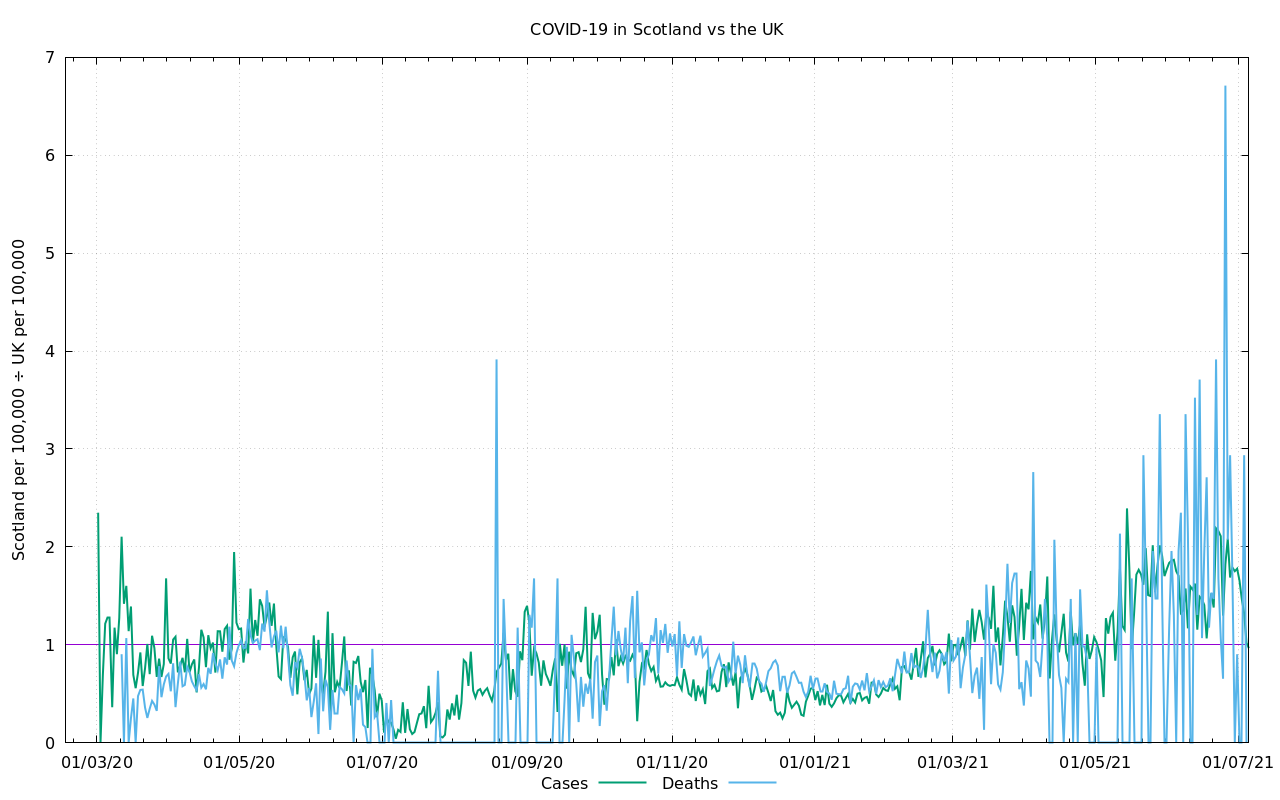 COVID-19 in Scotland vs the UK
Scotland per 100,000 ÷ UK per 100,000
7
6
5
4
3
2
1
0
01/03/20 01/05/20 01/07/20 01/09/20 01/11/20 01/01/21 01/03/21 01/05/21 01/07/21
Cases Deaths